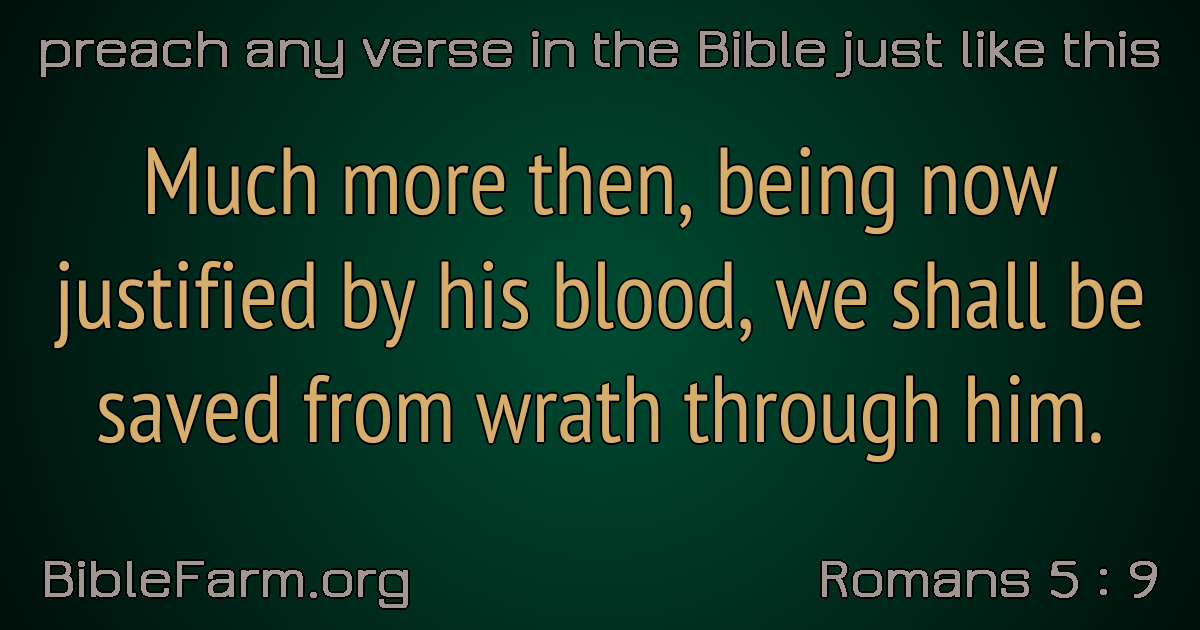 preach any verse in the Bible just like this
Much more then, being now
justified by his blood, we shall be
saved from wrath through him.
BibleFarm.org
Romans 5 : 9